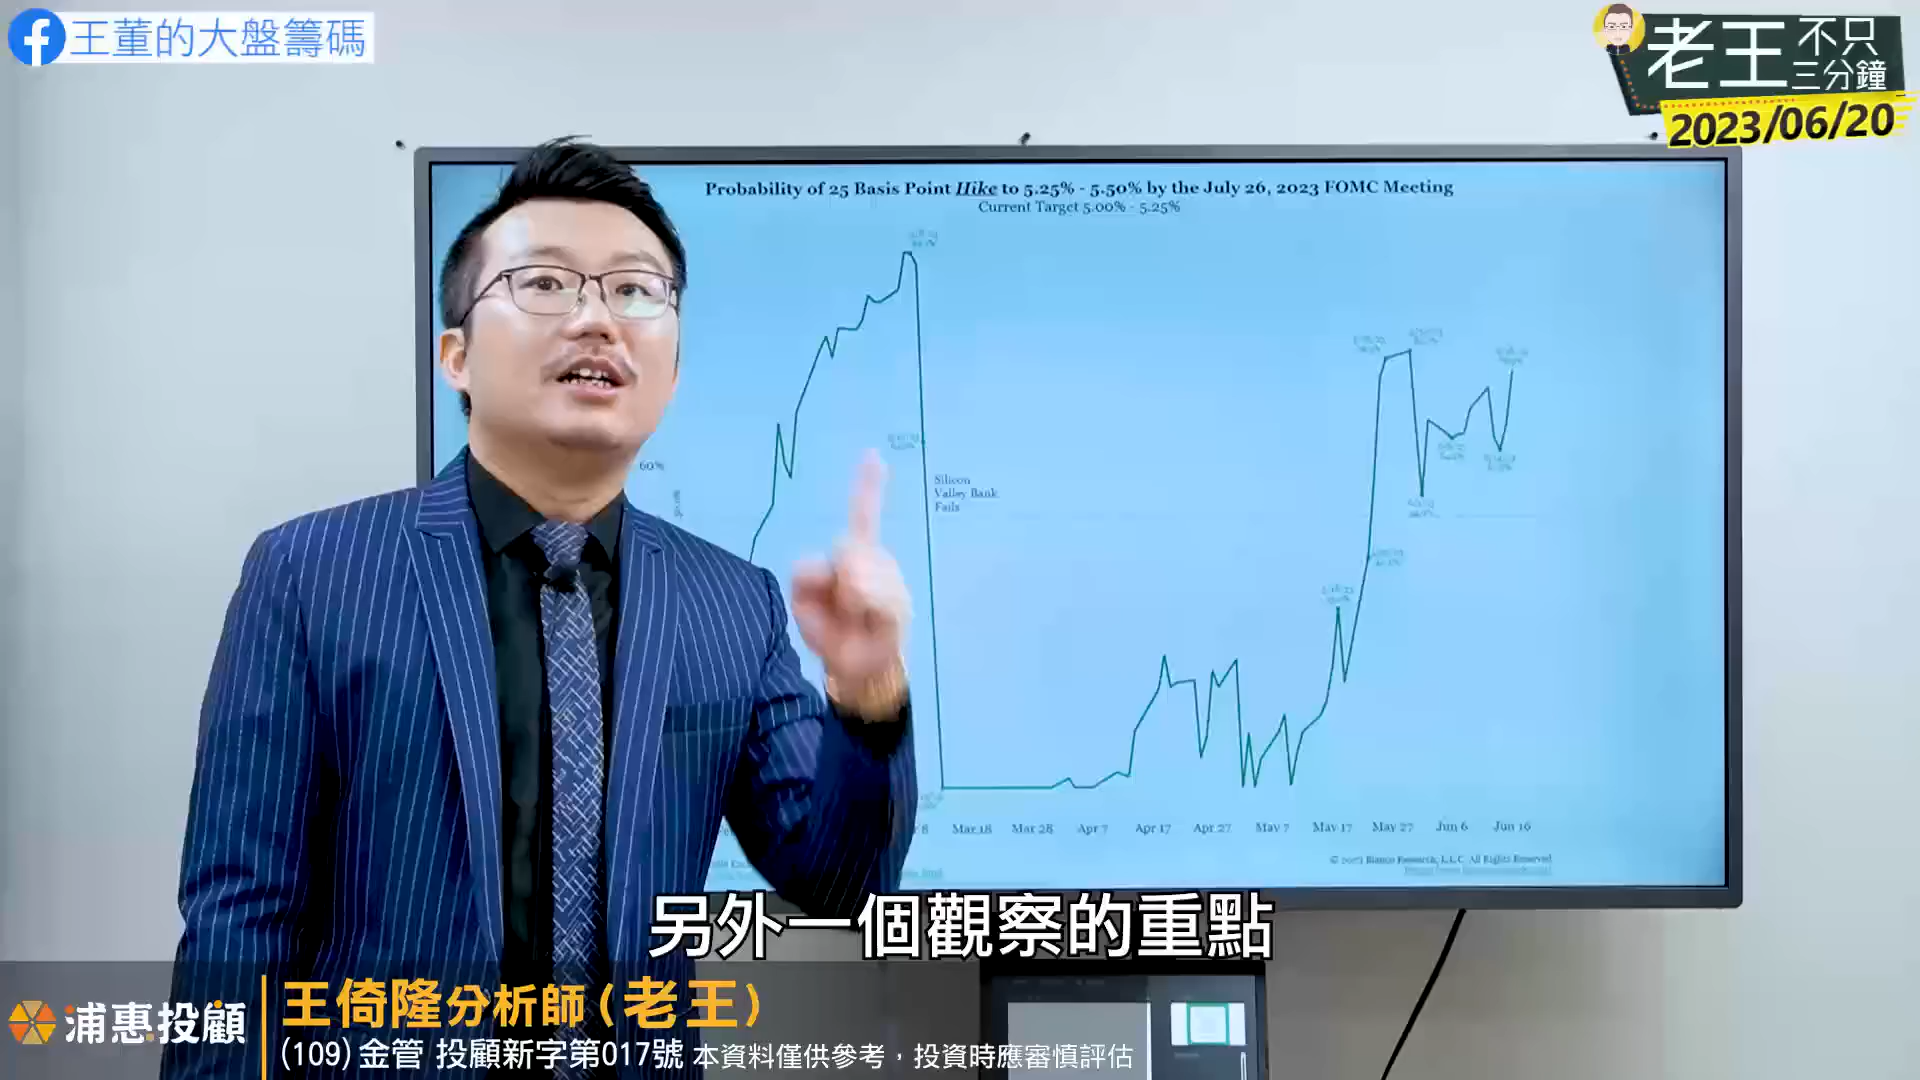 王董的大盤籌碼
老王 不只三分鐘
2023/06/20
Probability of 25 Basis Point Hike to 5.25% - 5.50% by the July 26, 2023 FOMC Meeting
Current Target 5.00% - 5.25%
60%
Silicon
Valley Bank
Fails
Mar 18 Mar 28 Apr 7 Apr 17 Apr 27 May 7 May 17 May 27 Jun 6 Jun 16
© 2023 Bianco Research, L.L.C. All Rights Reserved
另外一個觀察的重點
浦惠投顧
王倚隆分析師(老王)
(109) 金管 投顧新字第017號 本資料僅供參考，投資時應審慎評估